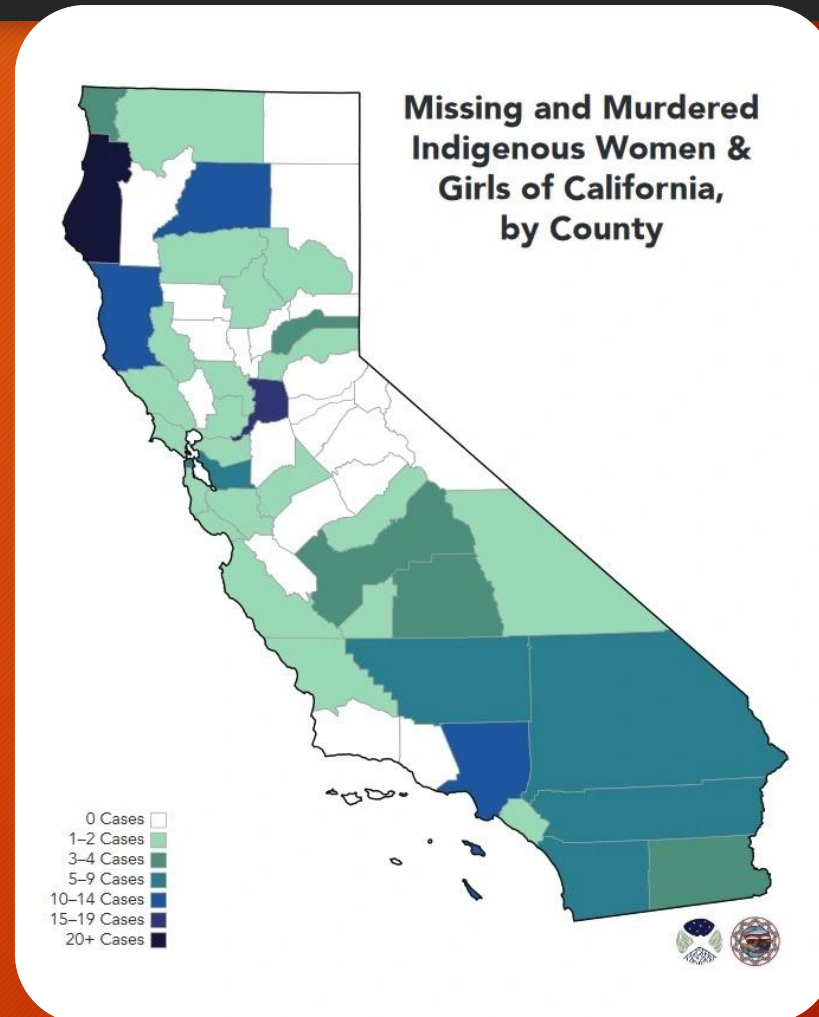 Missing and Murdered
Indigenous Women &
Girls of California,
by County
0 Cases
1–2 Cases
3–4 Cases
5–9 Cases
10–14 Cases
15–19 Cases
20+ Cases